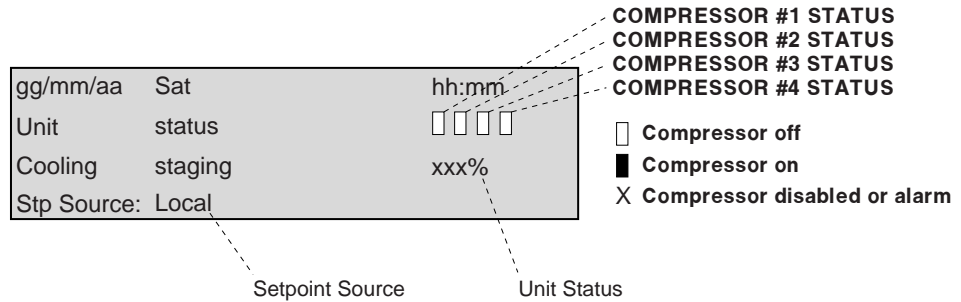 COMPRESSOR #1 STATUS
COMPRESSOR #2 STATUS
COMPRESSOR #3 STATUS
COMPRESSOR #4 STATUS
gg/mm/aa Sat hh:mm
Unit status
Cooling staging xxx%
Stp Source: Local
Compressor off
Compressor on
X Compressor disabled or alarm
Setpoint Source Unit Status